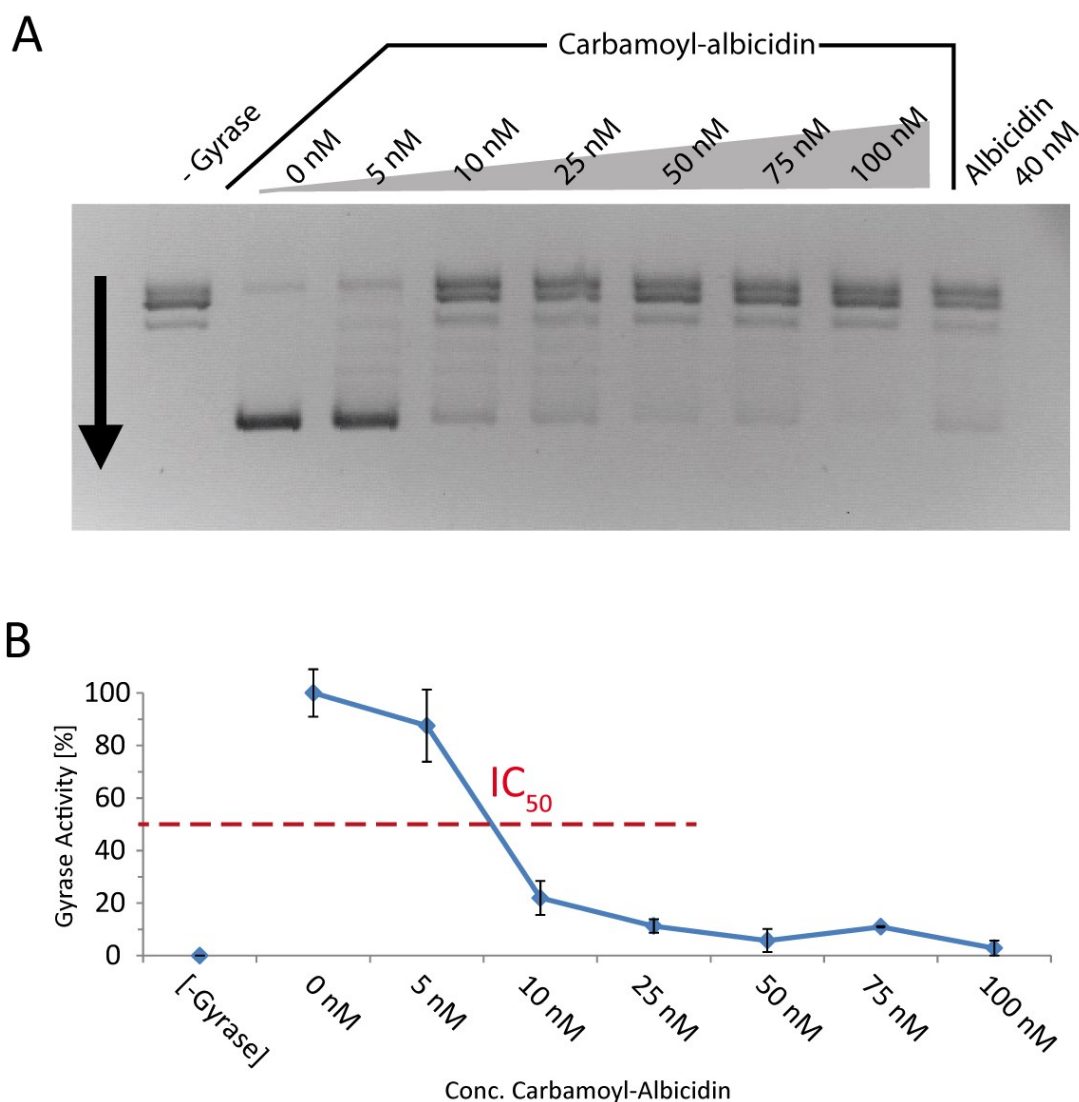 A
Carbamoyl-albicidin
- Gyrase
0 nM
5 nM
10 nM
25 nM
50 nM
75 nM
100 nM
Albicidin
40 nM
B
Gyrase Activity [%]
100
80
60
40
20
0
IC50
[-Gyrase]
0 nM
5 nM
10 nM
25 nM
50 nM
75 nM
100 nM
Conc. Carbamoyl-Albicidin